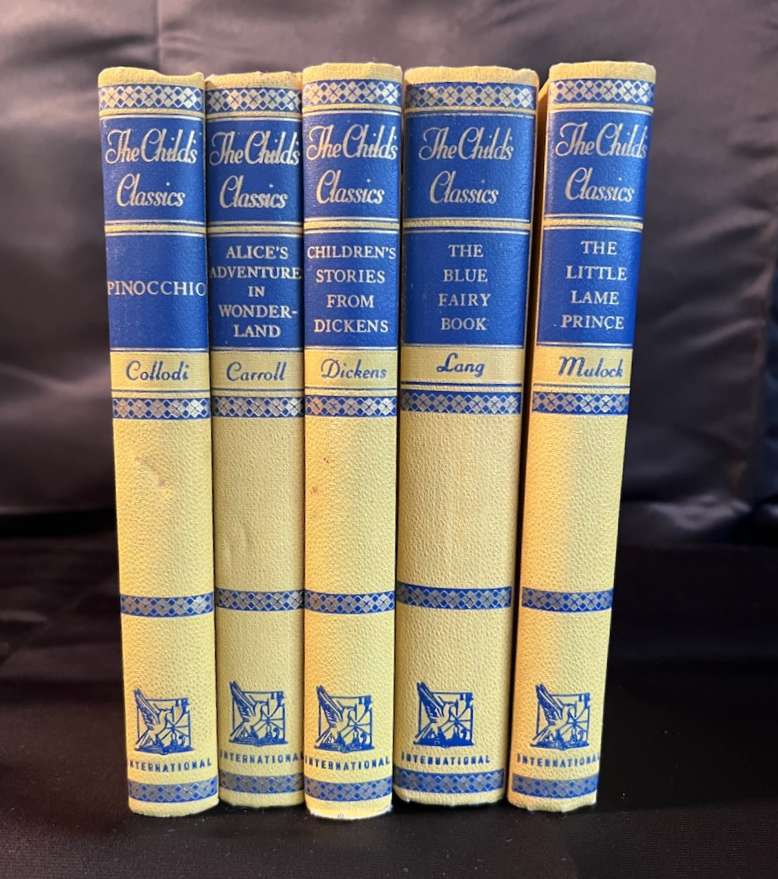 The Child's
Classics
PINOCCHIO
Collodi
INTERNATIONAL
The Child's
Classics
ALICE'S
ADVENTURES
IN
WONDER-
LAND
Carroll
INTERNATIONAL
The Child's
Classics
CHILDREN'S
STORIES
FROM
DICKENS
Dickens
INTERNATIONAL
The Child's
Classics
THE
BLUE
FAIRY
BOOK
Lang
INTERNATIONAL
The Child's
Classics
THE
LITTLE
LAME
PRINCE
Mulock
INTERNATIONAL